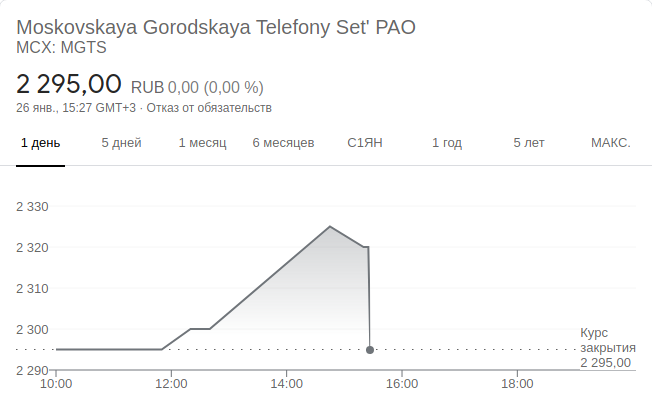 Moskovskaya Gorodskaya Telefony Set' PAO
MCX: MGTS
2 295,00 RUB 0,00 (0,00 %)
26 янв., 15:27 GMT+3 · Отказ от обязательств
1 день 5 дней 1 месяц 6 месяцев С1ЯН 1 год 5 лет МАКС.
2 330
2 320
2 310
2 300
Курс
закрытия
2 295,00
2 290
10:00 12:00 14:00 16:00 18:00